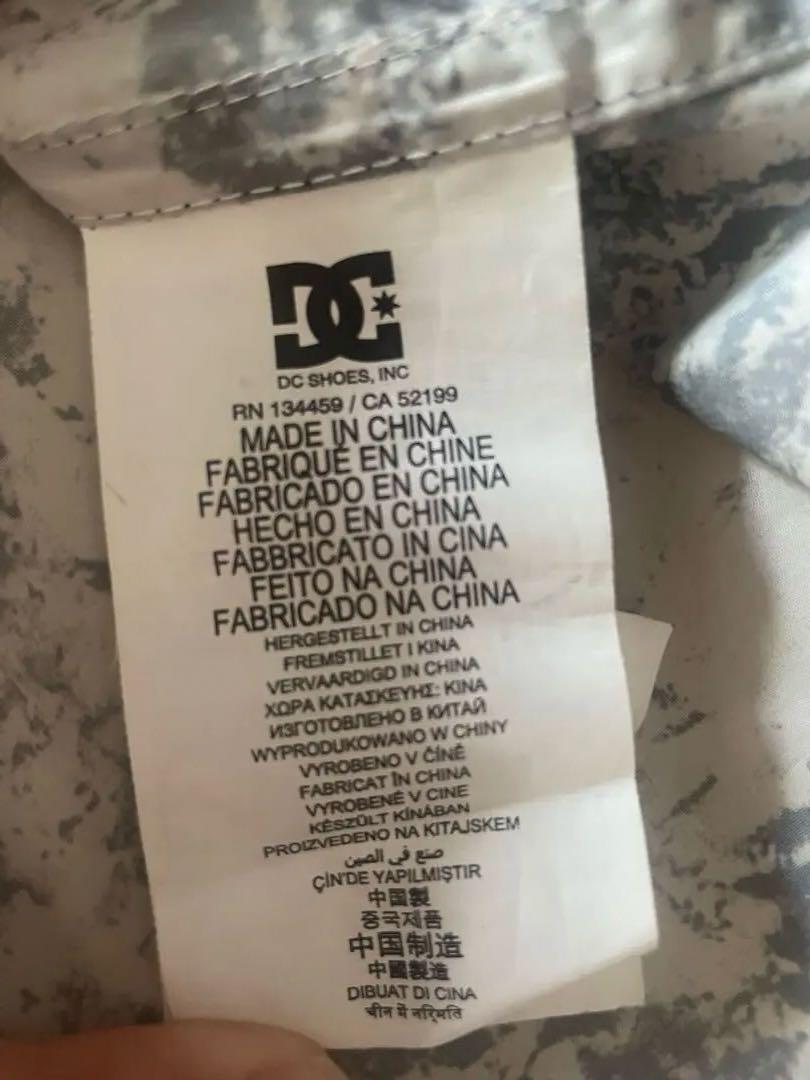 DC
DC SHOES, INC
RN 134459 / CA 52199
MADE IN CHINA
FABRIQUÉ EN CHINE
FABRICADO EN CHINA
HECHO EN CHINA
FABBRICATO IN CINA
FEITO NA CHINA
FABRICADO NA CHINA
HERGESTELLT IN CHINA
FREMSTILLET I KINA
VERVAARDIGD IN CHINA
ΧΩΡΑ ΚΑΤΑΣΚΕΥΗΣ: ΚΙΝΑ
ИЗГОТОВЛЕНО В КИТАЙ
WYPRODUKOWANO W CHINY
VYROBENO V ČÍNĚ
FABRICAT ÎN CHINA
VYROBENÉ V CINE
KÉSZÜLT KÍNÁBAN
PROIZVEDENO NA KITAJSKEM
صنع في الصين
ÇİN'DE YAPILMIŞTIR
中国製
중국제품
中国制造
中國製造
DIBUAT DI CINA
चीन में नर्िमति